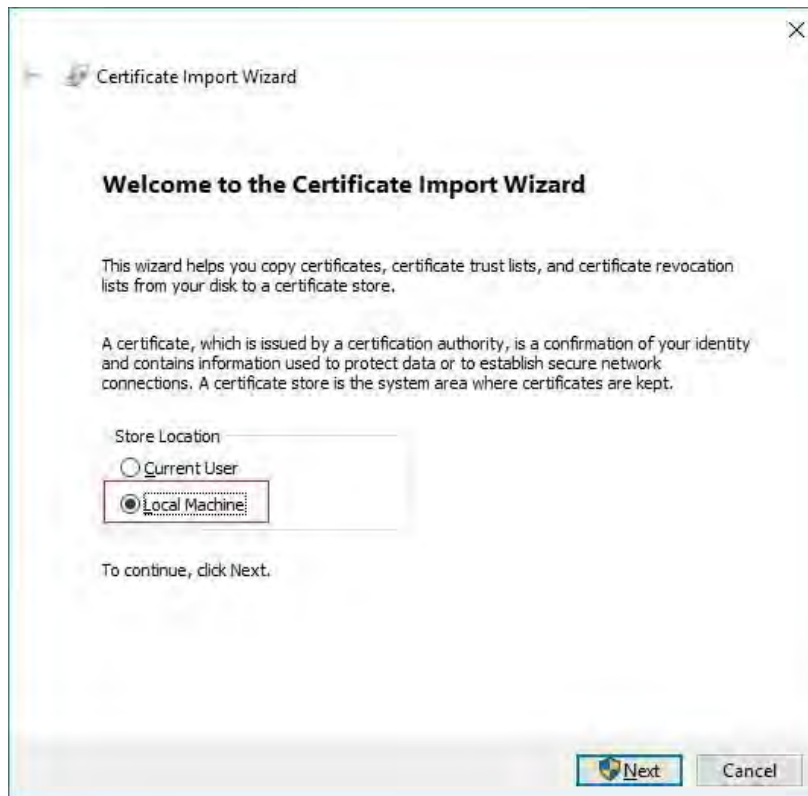 Certificate Import Wizard
Welcome to the Certificate Import Wizard
This wizard helps you copy certificates, certificate trust lists, and certificate revocation
lists from your disk to a certificate store.
A certificate, which is issued by a certification authority, is a confirmation of your identity
and contains information used to protect data or to establish secure network
connections. A certificate store is the system area where certificates are kept.
Store Location
Current User
Local Machine
To continue, click Next.
Next
Cancel